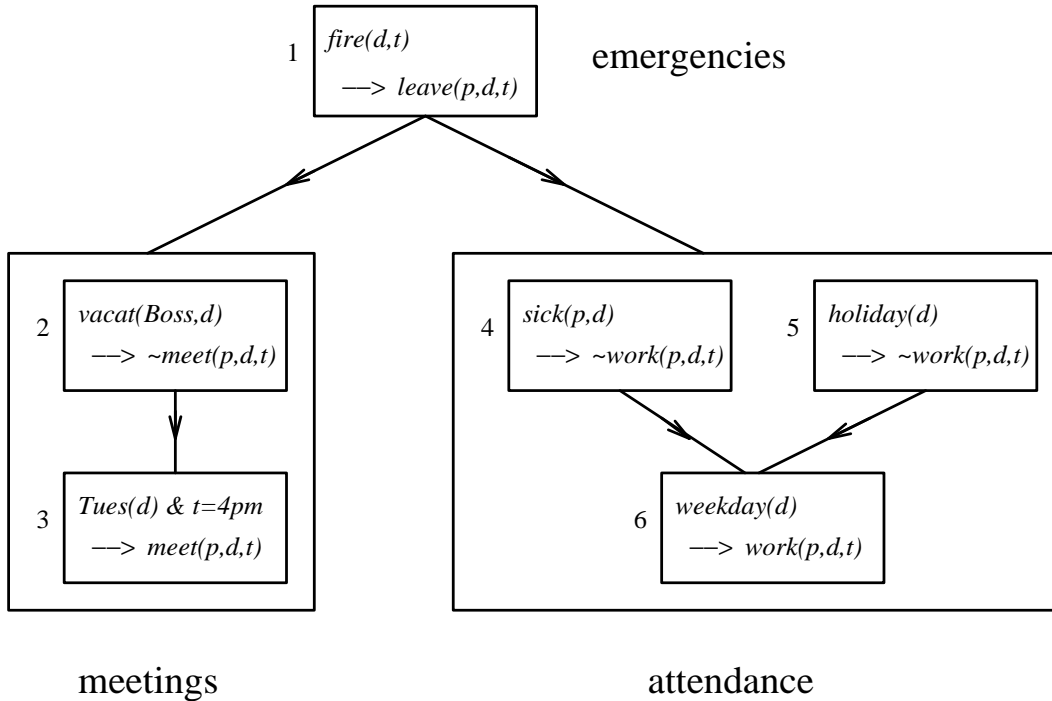 1
fire(d,t)
—> leave(p,d,t)
emergencies
2
vacat(Boss,d)
—> ~meet(p,d,t)
3
Tues(d) & t=4pm
—> meet(p,d,t)
4
sick(p,d)
—> ~work(p,d,t)
5
holiday(d)
—> ~work(p,d,t)
6
weekday(d)
—> work(p,d,t)
meetings
attendance